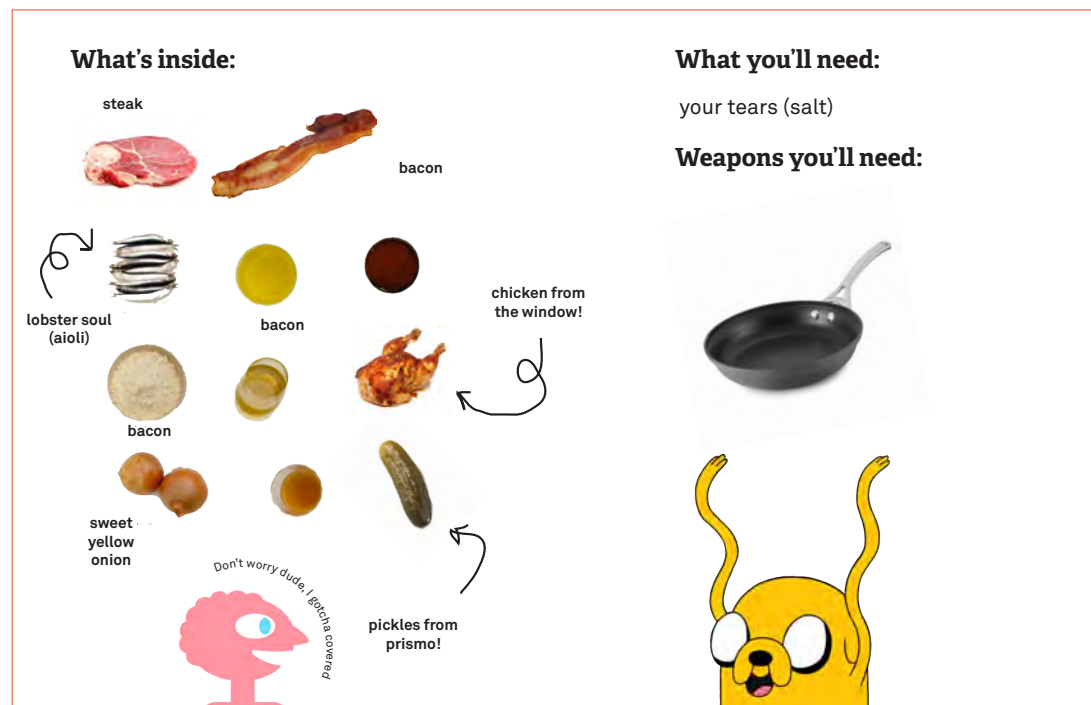 What's inside:
steak
bacon
lobster soul
(aioli)
bacon
chicken from
the window!
bacon
sweet
yellow
onion
pickles from
prismo!
Don't worry dude, I gotcha covered
What you'll need:
your tears (salt)
Weapons you'll need: